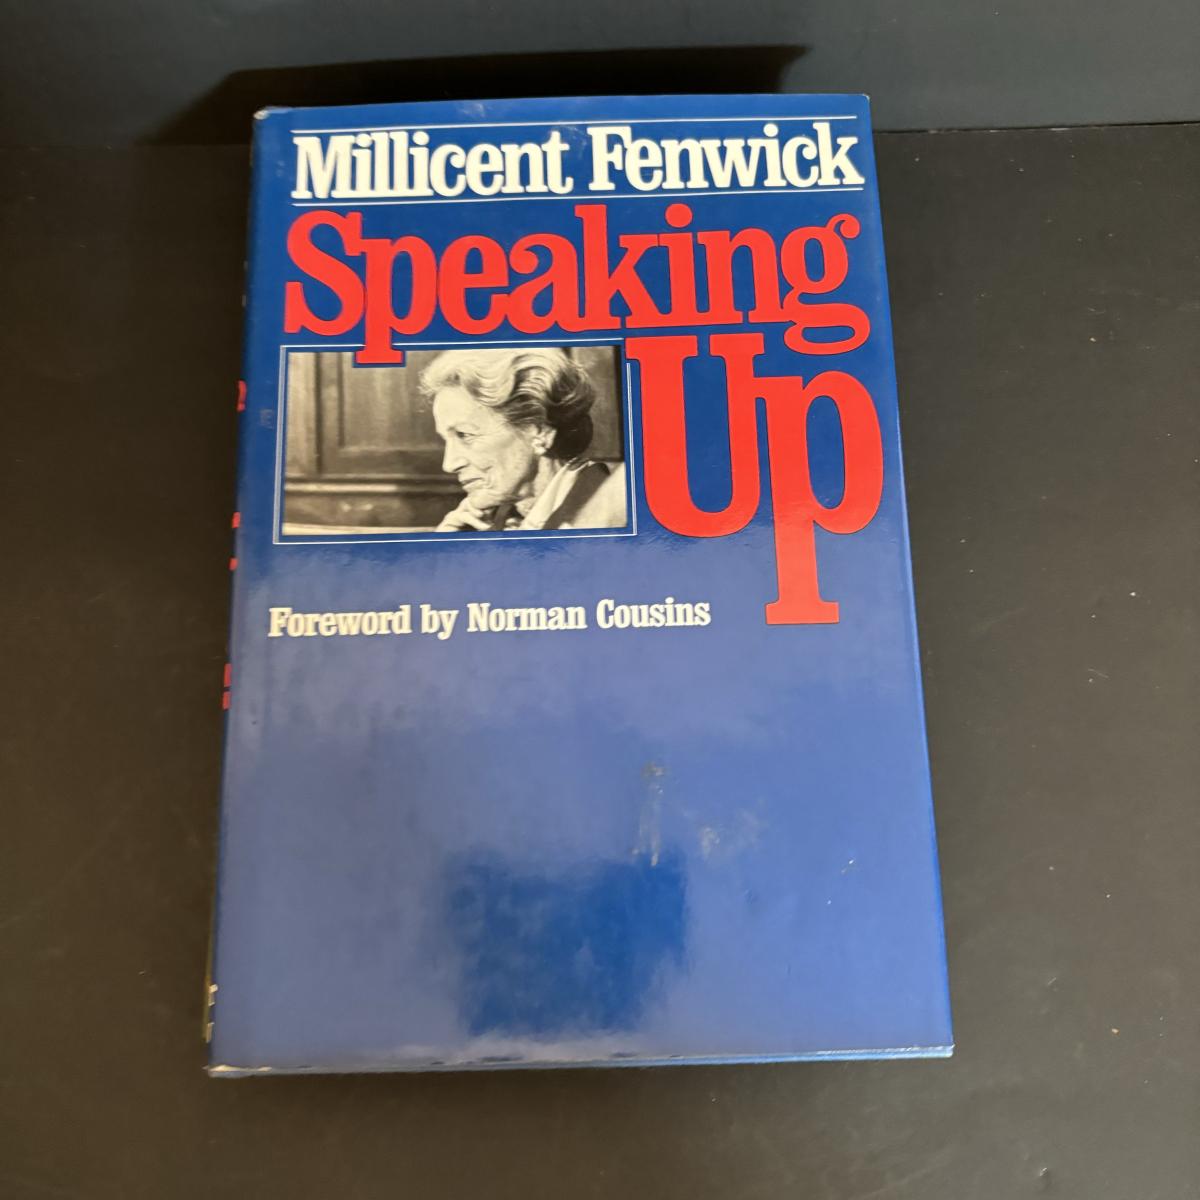 Millicent Fenwick
Speaking
Up
Foreword by Norman Cousins